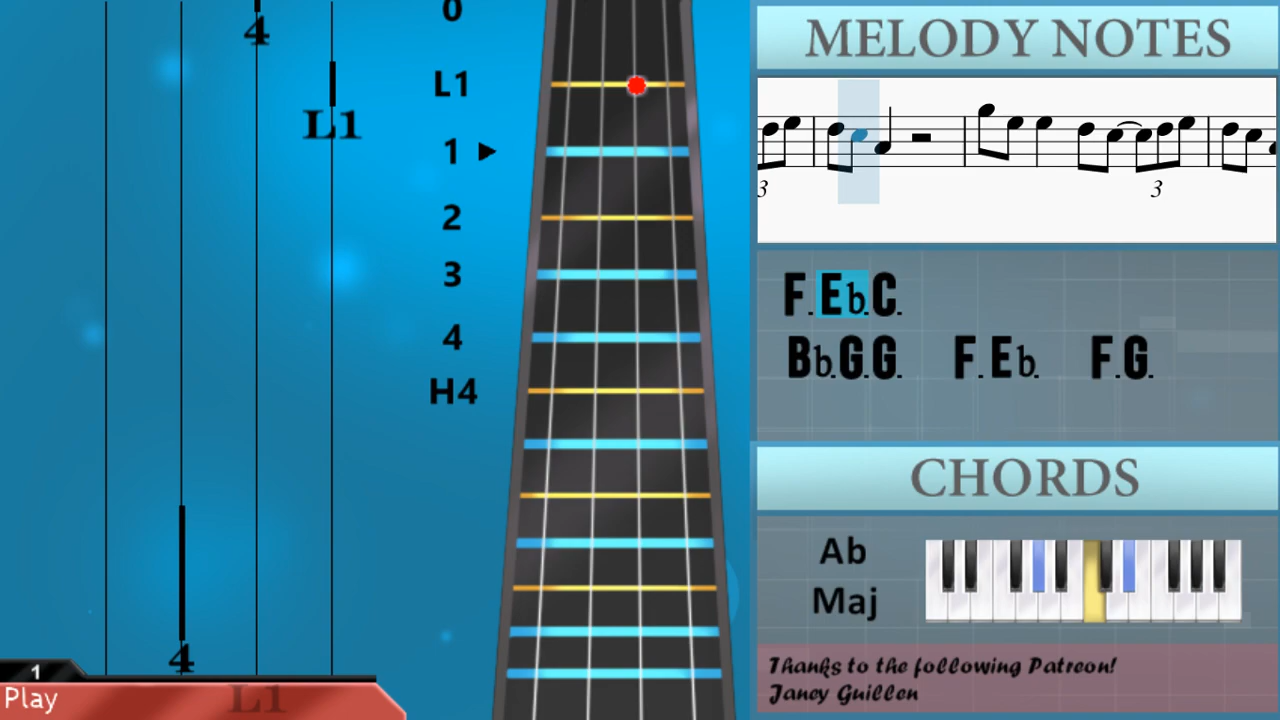 4
L1
4
1
Play
L1
0
L1
1
2
3
4
H4
MELODY NOTES
3
3
F. Eb. C.
Bb. G. G. F. Eb. F. G.
CHORDS
Ab
Maj
Thanks to the following Patreon!
Janey Guillen